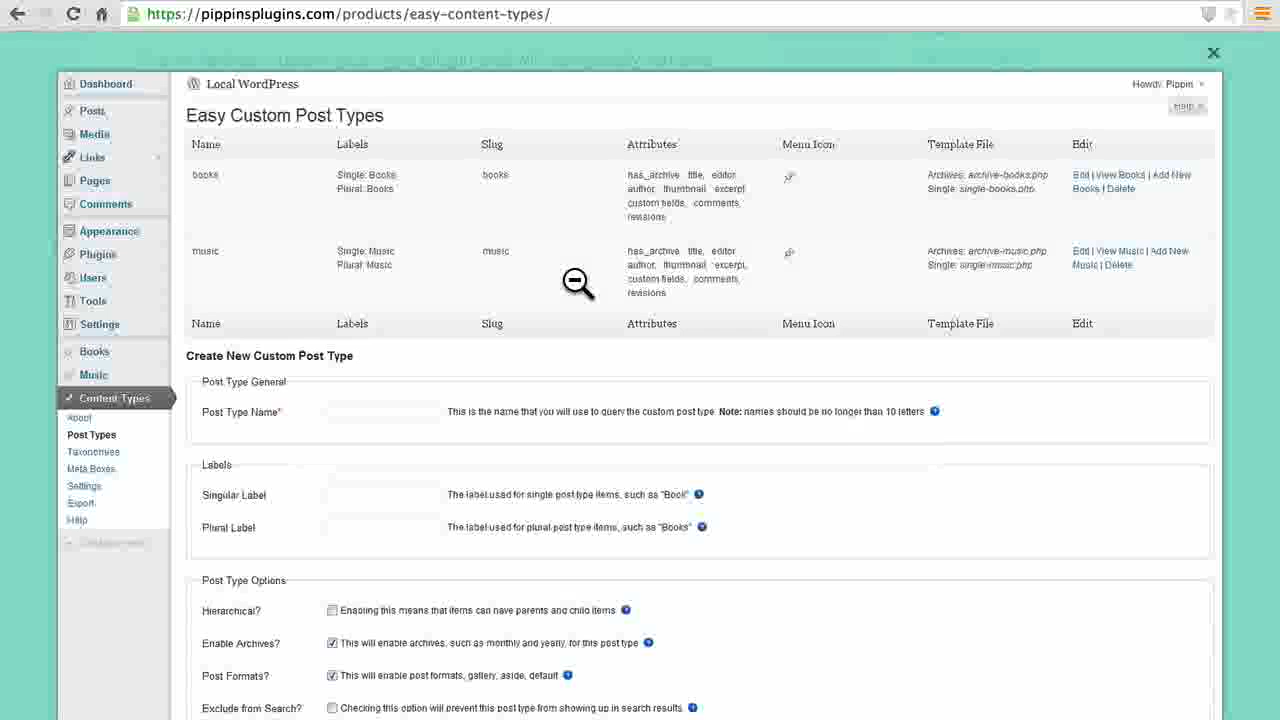 https://pippinsplugins.com/products/easy-content-types/
Local WordPress
Howdy, Pippin
Help
Dashboard
Posts
Media
Links
Pages
Comments
Appearance
Plugins
Users
Tools
Settings
Books
Music
Content Types
About
Post Types
Taxonomies
Meta Boxes
Settings
Export
Help
Easy Custom Post Types
Name Labels Slug Attributes Menu Icon Template File Edit
books Single: Books books has_archive title, editor Archives: archive-books.php Edit | View Books | Add New
Plural: Books author, thumbnail excerpt Single: single-books.php Books | Delete
custom fields, comments,
revisions
music Single: Music music has_archive title, editor Archives: archive-music.php Edit | View Music | Add New
Plural: Music author, thumbnail excerpt, Single: single-music.php Music | Delete
custom fields, comments,
revisions
Name Labels Slug Attributes Menu Icon Template File Edit
Create New Custom Post Type
Post Type General
Post Type Name* This is the name that you will use to query the custom post type. Note: names should be no longer than 10 letters
Labels
Singular Label The label used for single post type items, such as "Book"
Plural Label The label used for plural post type items, such as "Books"
Post Type Options
Hierarchical? Enabling this means that items can have parents and child items
Enable Archives? This will enable archives, such as monthly and yearly, for this post type
Post Formats? This will enable post formats, gallery, aside, default
Exclude from Search? Checking this option will prevent this post type from showing up in search results.